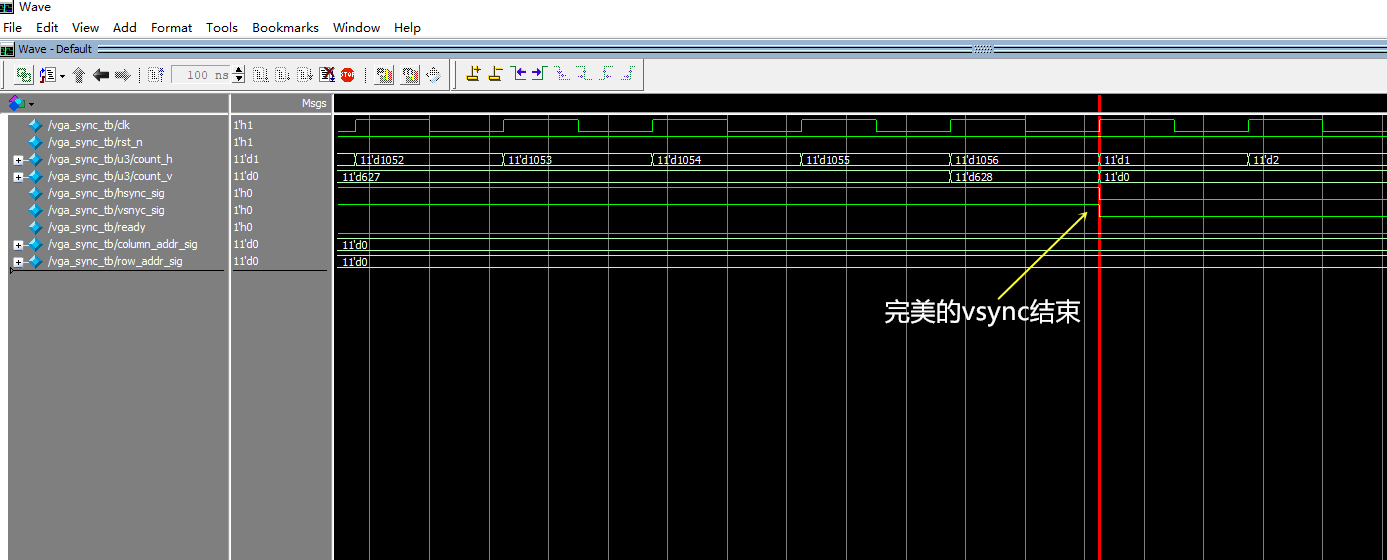 Wave
File Edit View Add Format Tools Bookmarks Window Help
Wave - Default
100 ns STOP
Msgs
/vga_sync_tb/clk 1'h1
/vga_sync_tb/rst_n 1'h1
/vga_sync_tb/u3/count_h 11'd1 11'd1052 11'd1053 11'd1054 11'd1055 11'd1056 11'd1 11'd2
/vga_sync_tb/u3/count_v 11'd0 11'd627 11'd628 11'd0
/vga_sync_tb/hsync_sig 1'h0
/vga_sync_tb/vsnyc_sig 1'h0
/vga_sync_tb/ready 1'h0
/vga_sync_tb/column_addr_sig 11'd0 11'd0
/vga_sync_tb/row_addr_sig 11'd0 11'd0
完美的vsync结束